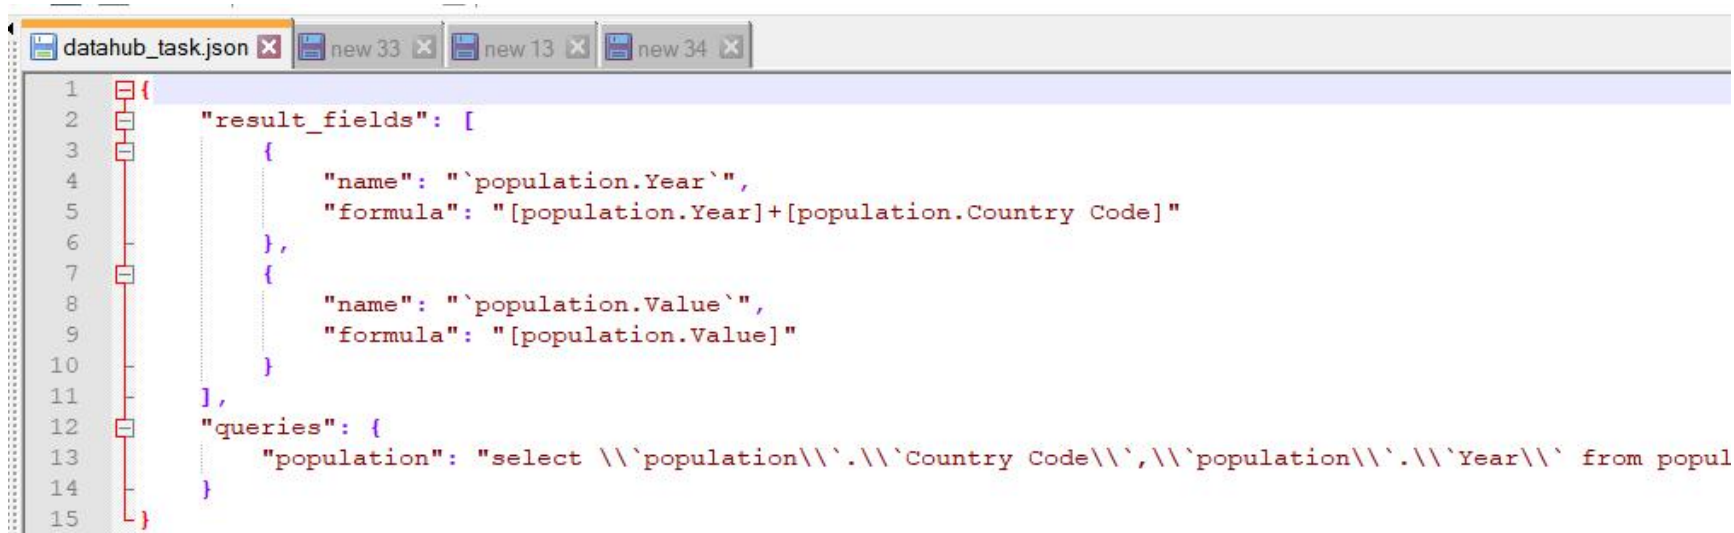 datahub_task.json new 33 new 13 new 34
1 {
2 "result_fields": [
3 {
4 "name": "`population.Year`",
5 "formula": "[population.Year]+[population.Country Code]"
6 },
7 {
8 "name": "`population.Value`",
9 "formula": "[population.Value]"
10 }
11 ],
12 "queries": {
13 "population": "select \\`population\\`.\\`Country Code\\`,\\`population\\`.\\`Year\\` from popul
14 }
15 }